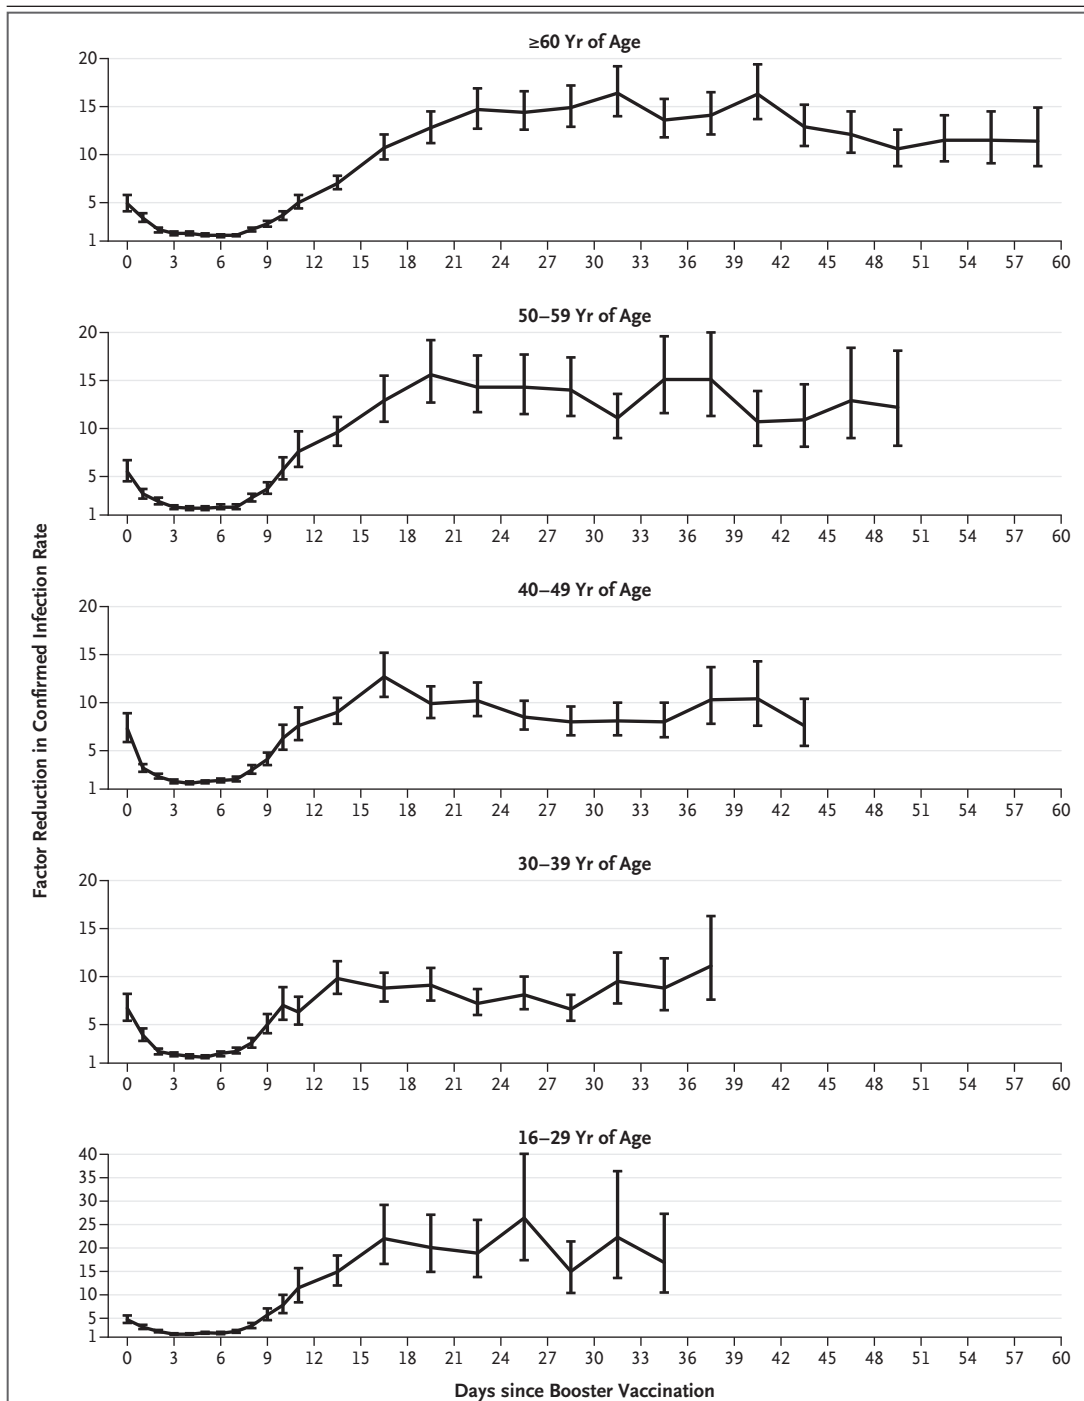 ≥60 Yr of Age
20
15
10
5
1
0 3 6 9 12 15 18 21 24 27 30 33 36 39 42 45 48 51 54 57 60
50–59 Yr of Age
20
15
10
5
1
0 3 6 9 12 15 18 21 24 27 30 33 36 39 42 45 48 51 54 57 60
Factor Reduction in Confirmed Infection Rate
40–49 Yr of Age
20
15
10
5
1
0 3 6 9 12 15 18 21 24 27 30 33 36 39 42 45 48 51 54 57 60
30–39 Yr of Age
20
15
10
5
1
0 3 6 9 12 15 18 21 24 27 30 33 36 39 42 45 48 51 54 57 60
16–29 Yr of Age
40
35
30
25
20
15
10
5
1
0 3 6 9 12 15 18 21 24 27 30 33 36 39 42 45 48 51 54 57 60
Days since Booster Vaccination